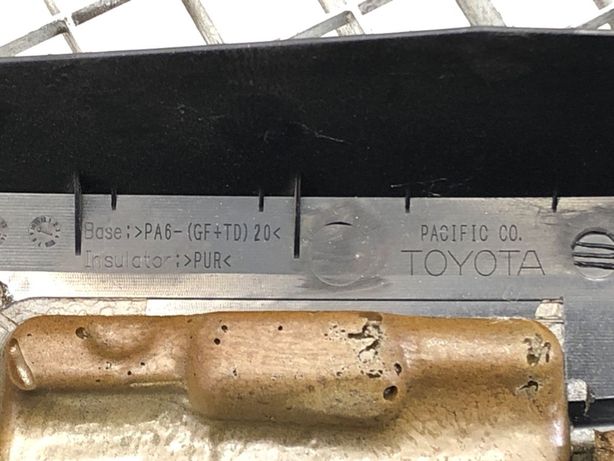 Base:>PA6-(GF+TD)20<
Insulator:>PUR<
PACIFIC CO.
TOYOTA